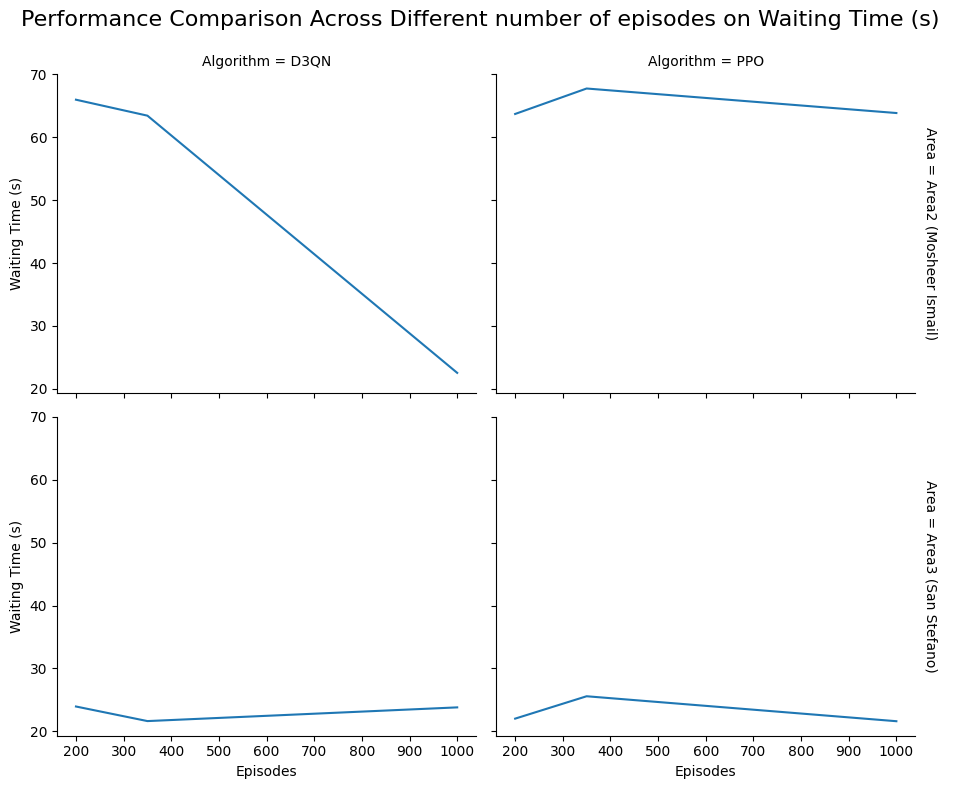 Performance Comparison Across Different number of episodes on Waiting Time (s)
Algorithm = D3QN
Algorithm = PPO
70
60
50
40
30
20
Waiting Time (s)
Area = Area2 (Mosheer Ismail)
70
60
50
40
30
20
Waiting Time (s)
Area = Area3 (San Stefano)
200 300 400 500 600 700 800 900 1000
Episodes
200 300 400 500 600 700 800 900 1000
Episodes